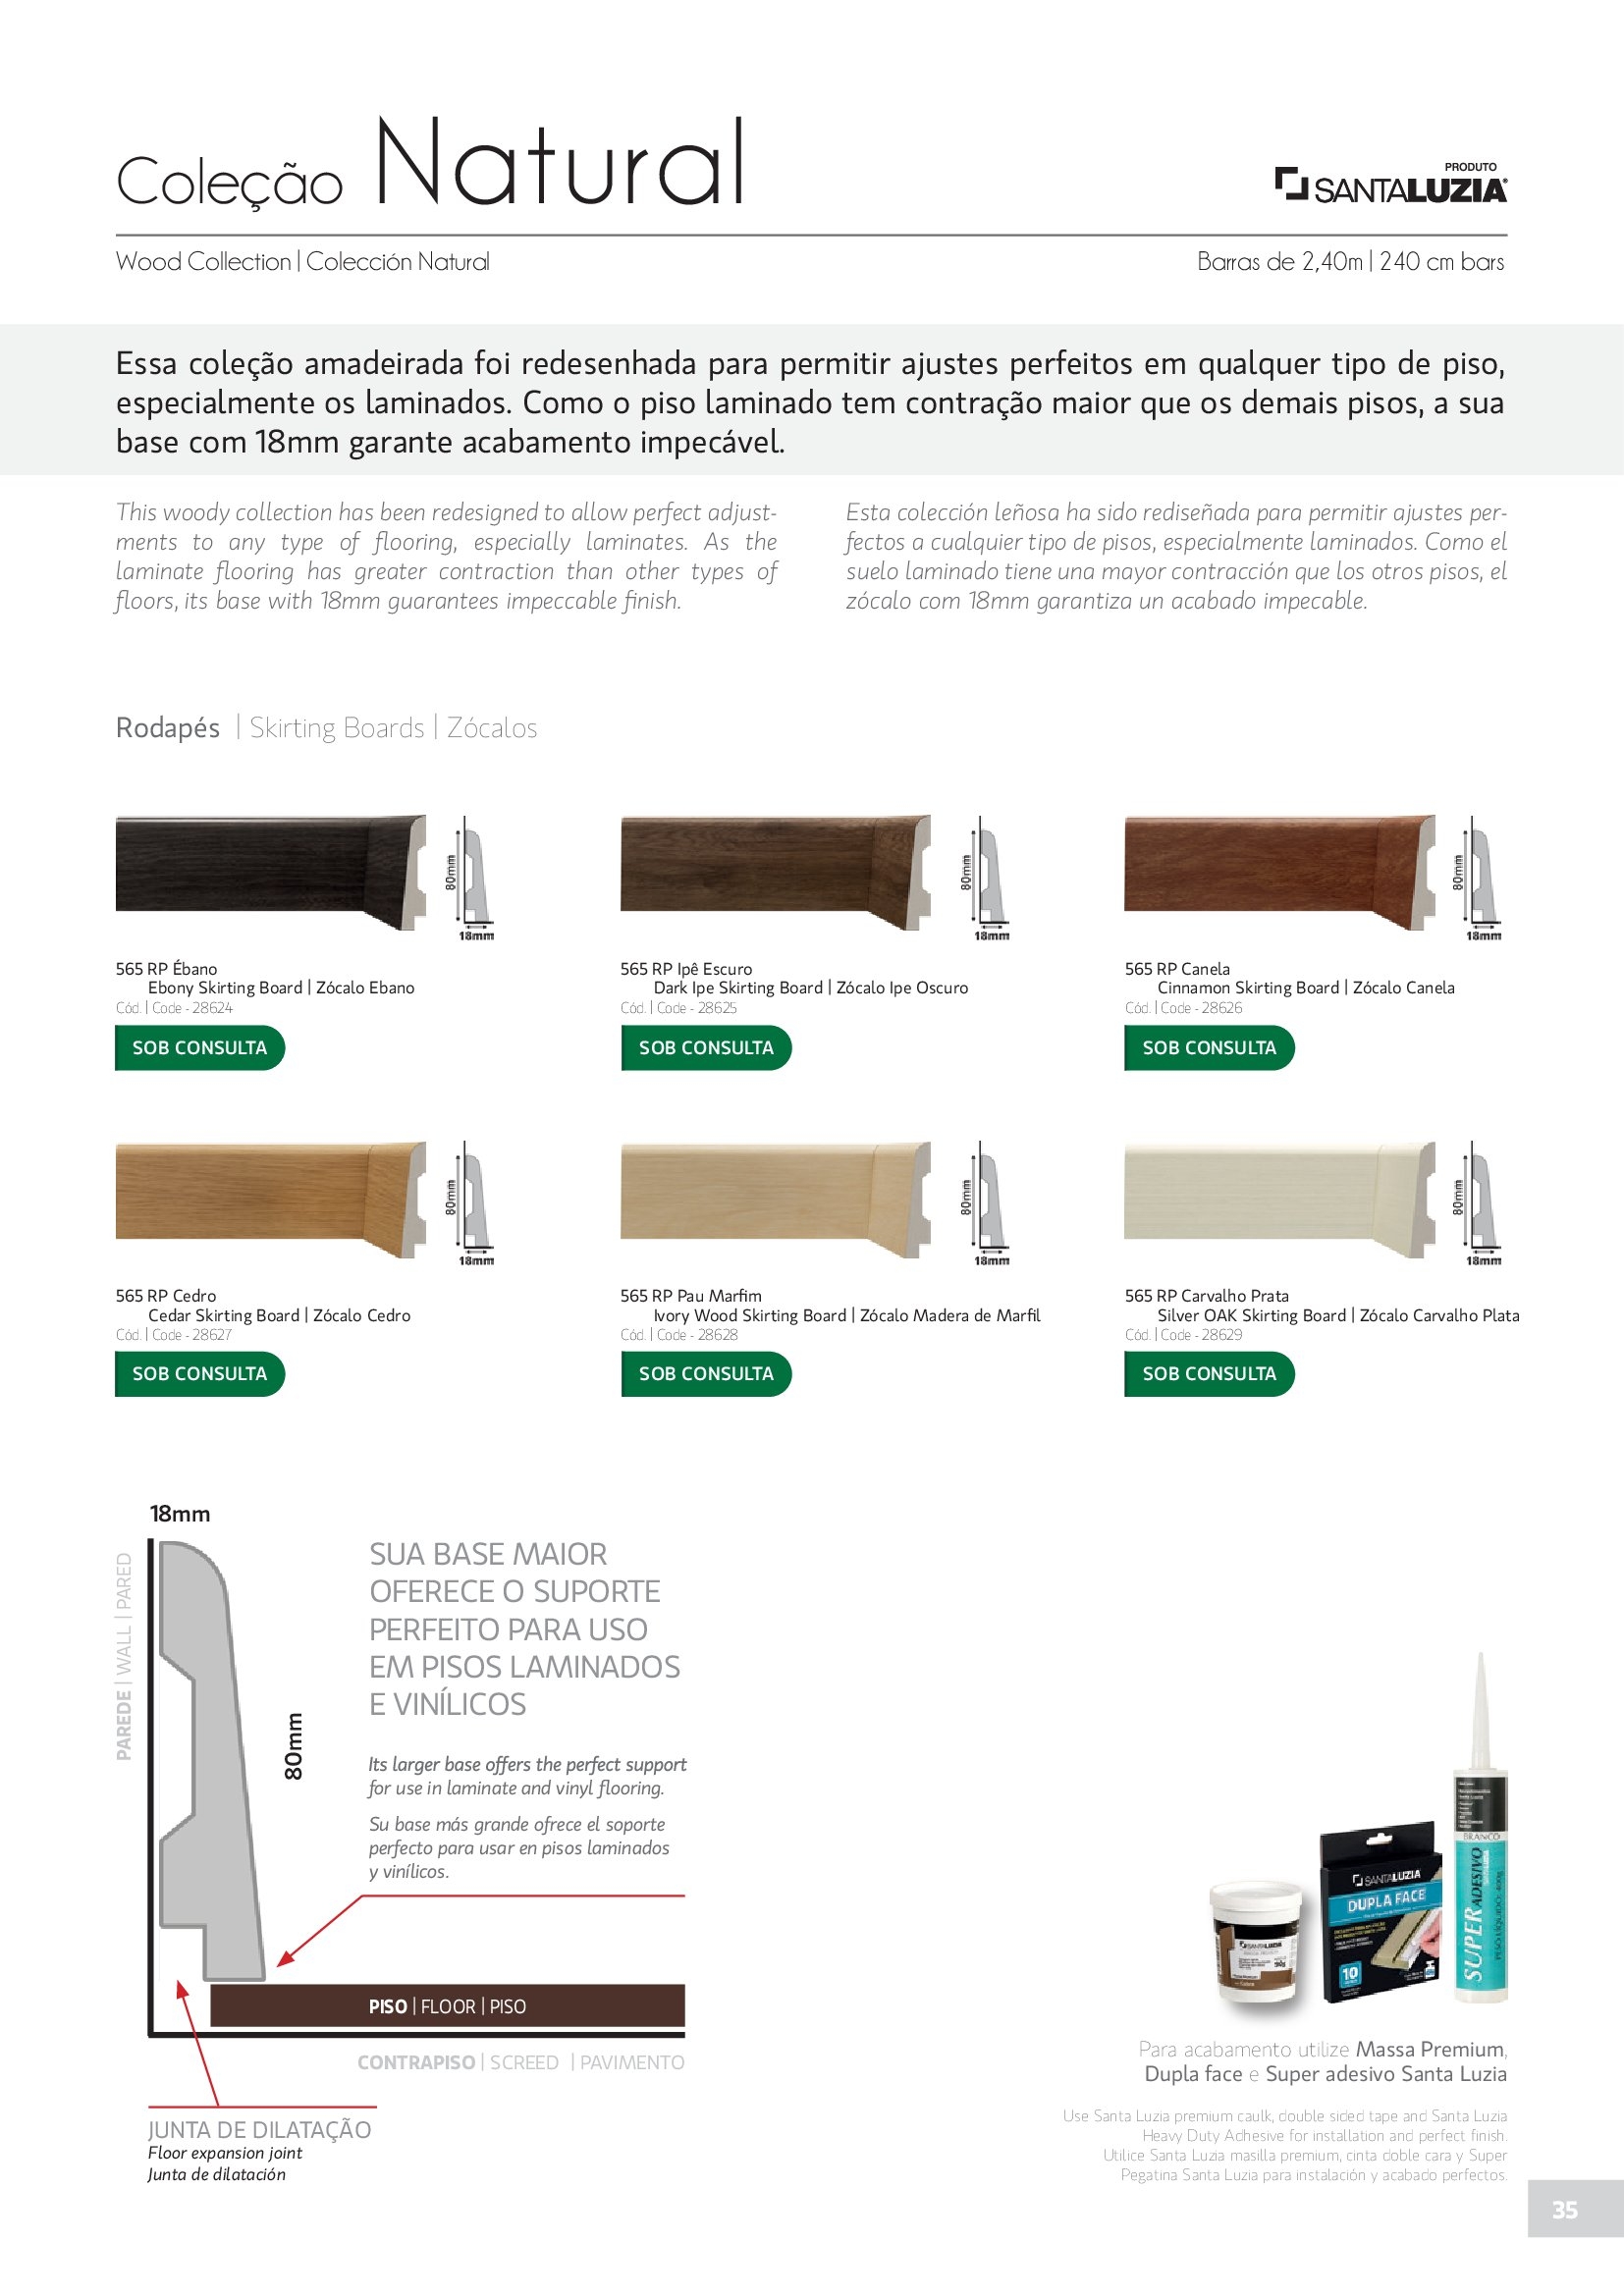 Coleção Natural
PRODUTO
SANTALUZIA®
Wood Collection | Colección Natural
Barras de 2,40m | 240 cm bars
Essa coleção amadeirada foi redesenhada para permitir ajustes perfeitos em qualquer tipo de piso,
especialmente os laminados. Como o piso laminado tem contração maior que os demais pisos, a sua
base com 18mm garante acabamento impecável.
This woody collection has been redesigned to allow perfect adjust-
ments to any type of flooring, especially laminates. As the
laminate flooring has greater contraction than other types of
floors, its base with 18mm guarantees impeccable finish.
Esta colección leñosa ha sido rediseñada para permitir ajustes per-
fectos a cualquier tipo de pisos, especialmente laminados. Como el
suelo laminado tiene una mayor contracción que los otros pisos, el
zócalo com 18mm garantiza un acabado impecable.
Rodapés | Skirting Boards | Zócalos
80mm
18mm
80mm
18mm
80mm
18mm
565 RP Ébano
Ebony Skirting Board | Zócalo Ebano
Cód. | Code - 28624
SOB CONSULTA
565 RP Ipê Escuro
Dark Ipe Skirting Board | Zócalo Ipe Oscuro
Cód. | Code - 28625
SOB CONSULTA
565 RP Canela
Cinnamon Skirting Board | Zócalo Canela
Cód. | Code - 28626
SOB CONSULTA
80mm
18mm
80mm
18mm
80mm
18mm
565 RP Cedro
Cedar Skirting Board | Zócalo Cedro
Cód. | Code - 28627
SOB CONSULTA
565 RP Pau Marfim
Ivory Wood Skirting Board | Zócalo Madera de Marfil
Cód. | Code - 28628
SOB CONSULTA
565 RP Carvalho Prata
Silver OAK Skirting Board | Zócalo Carvalho Plata
Cód. | Code - 28629
SOB CONSULTA
18mm
PAREDE | WALL | PARED
80mm
SUA BASE MAIOR
OFERECE O SUPORTE
PERFEITO PARA USO
EM PISOS LAMINADOS
E VINÍLICOS
Its larger base offers the perfect support
for use in laminate and vinyl flooring.
Su base más grande ofrece el soporte
perfecto para usar en pisos laminados
y vinílicos.
PISO | FLOOR | PISO
CONTRAPISO | SCREED | PAVIMENTO
JUNTA DE DILATAÇÃO
Floor expansion joint
Junta de dilatación
SANTALUZIA
SANTALUZIA
DUPLA FACE
10
BRANCO
SUPER ADESIVO
Para acabamento utilize Massa Premium,
Dupla face e Super adesivo Santa Luzia
Use Santa Luzia premium caulk, double sided tape and Santa Luzia
Heavy Duty Adhesive for installation and perfect finish.
Utilice Santa Luzia masilla premium, cinta doble cara y Super
Pegatina Santa Luzia para instalación y acabado perfectos.
35